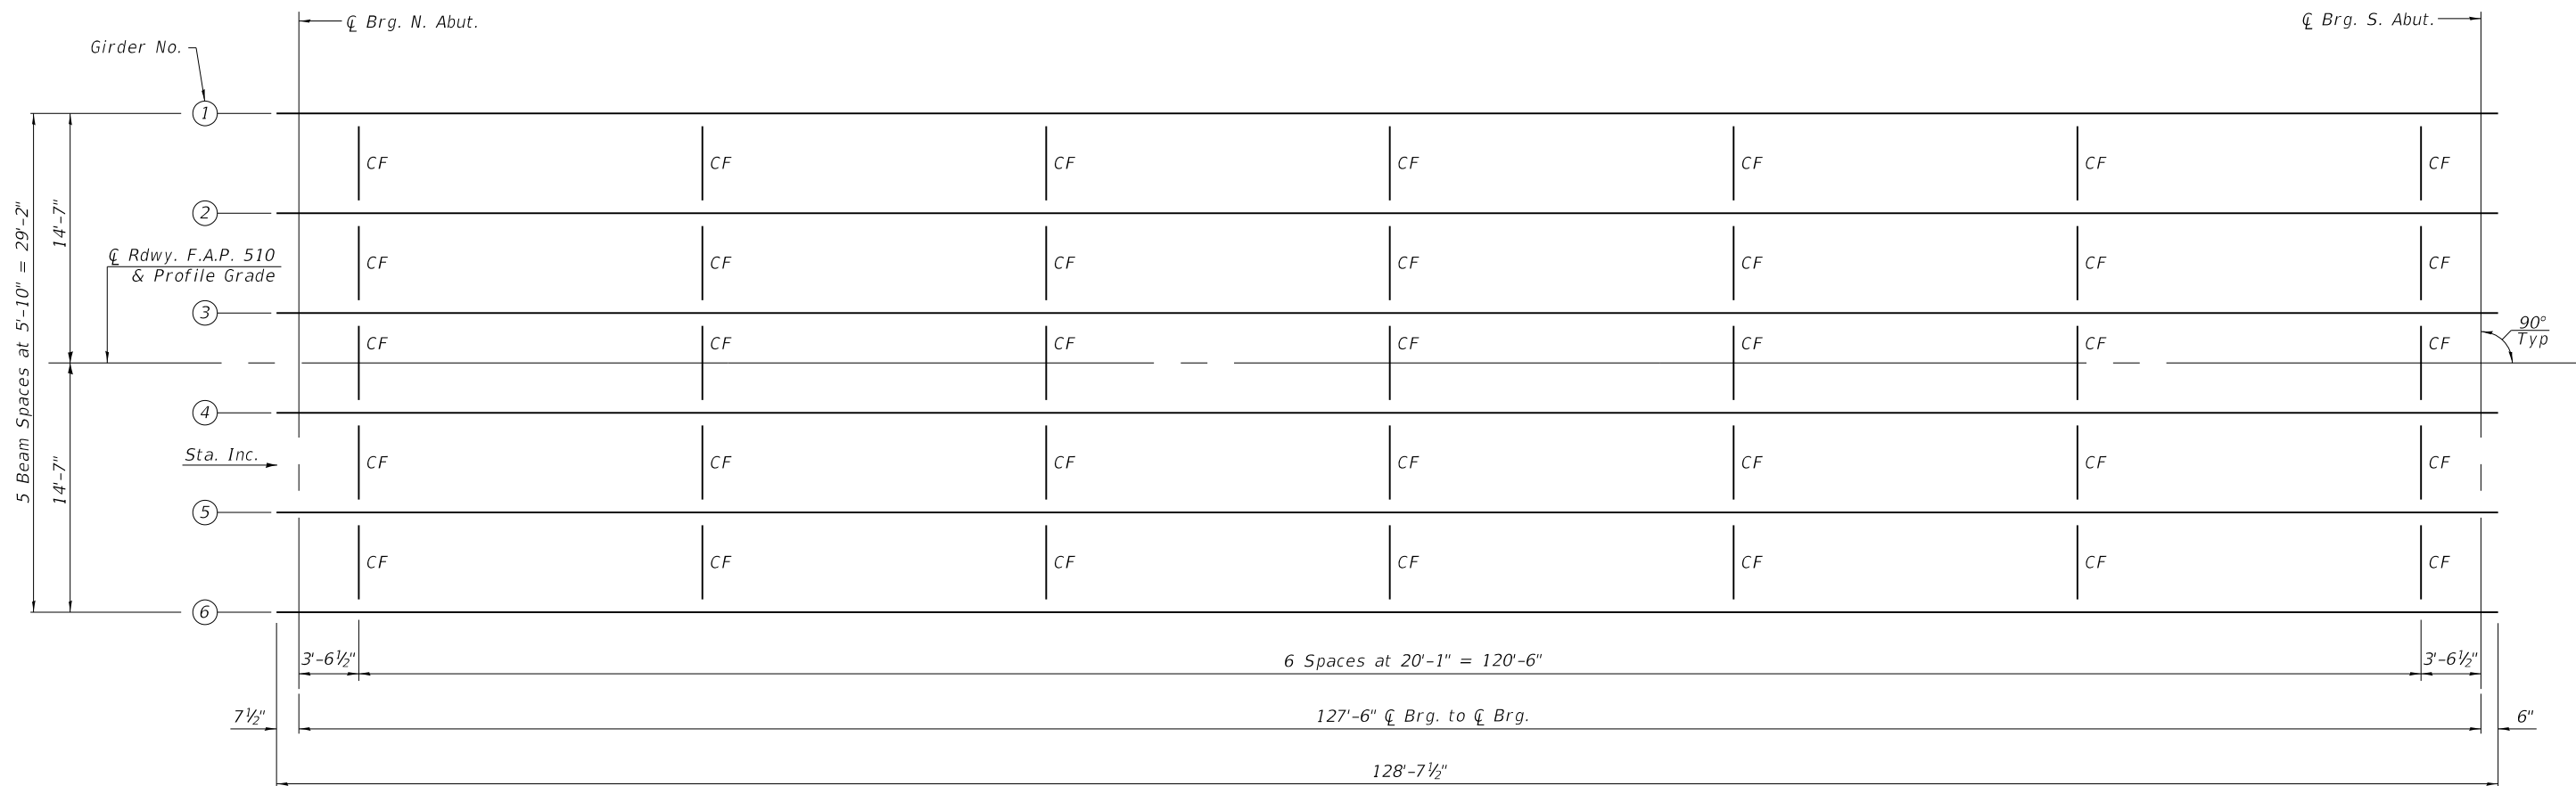 ℄ Brg. N. Abut.
℄ Brg. S. Abut.
Girder No.
1
CF CF CF CF CF CF CF
2
5 Beam Spaces at 5'-10" = 29'-2"
14'-7"
℄ Rdwy. F.A.P. 510
& Profile Grade
CF CF CF CF CF CF CF
3
CF CF CF CF CF CF CF
90°
Typ
4
Sta. Inc.
14'-7"
CF CF CF CF CF CF CF
5
CF CF CF CF CF CF CF
6
3'-6½" 6 Spaces at 20'-1" = 120'-6" 3'-6½"
7½" 127'-6" ℄ Brg. to ℄ Brg. 6"
128'-7½"